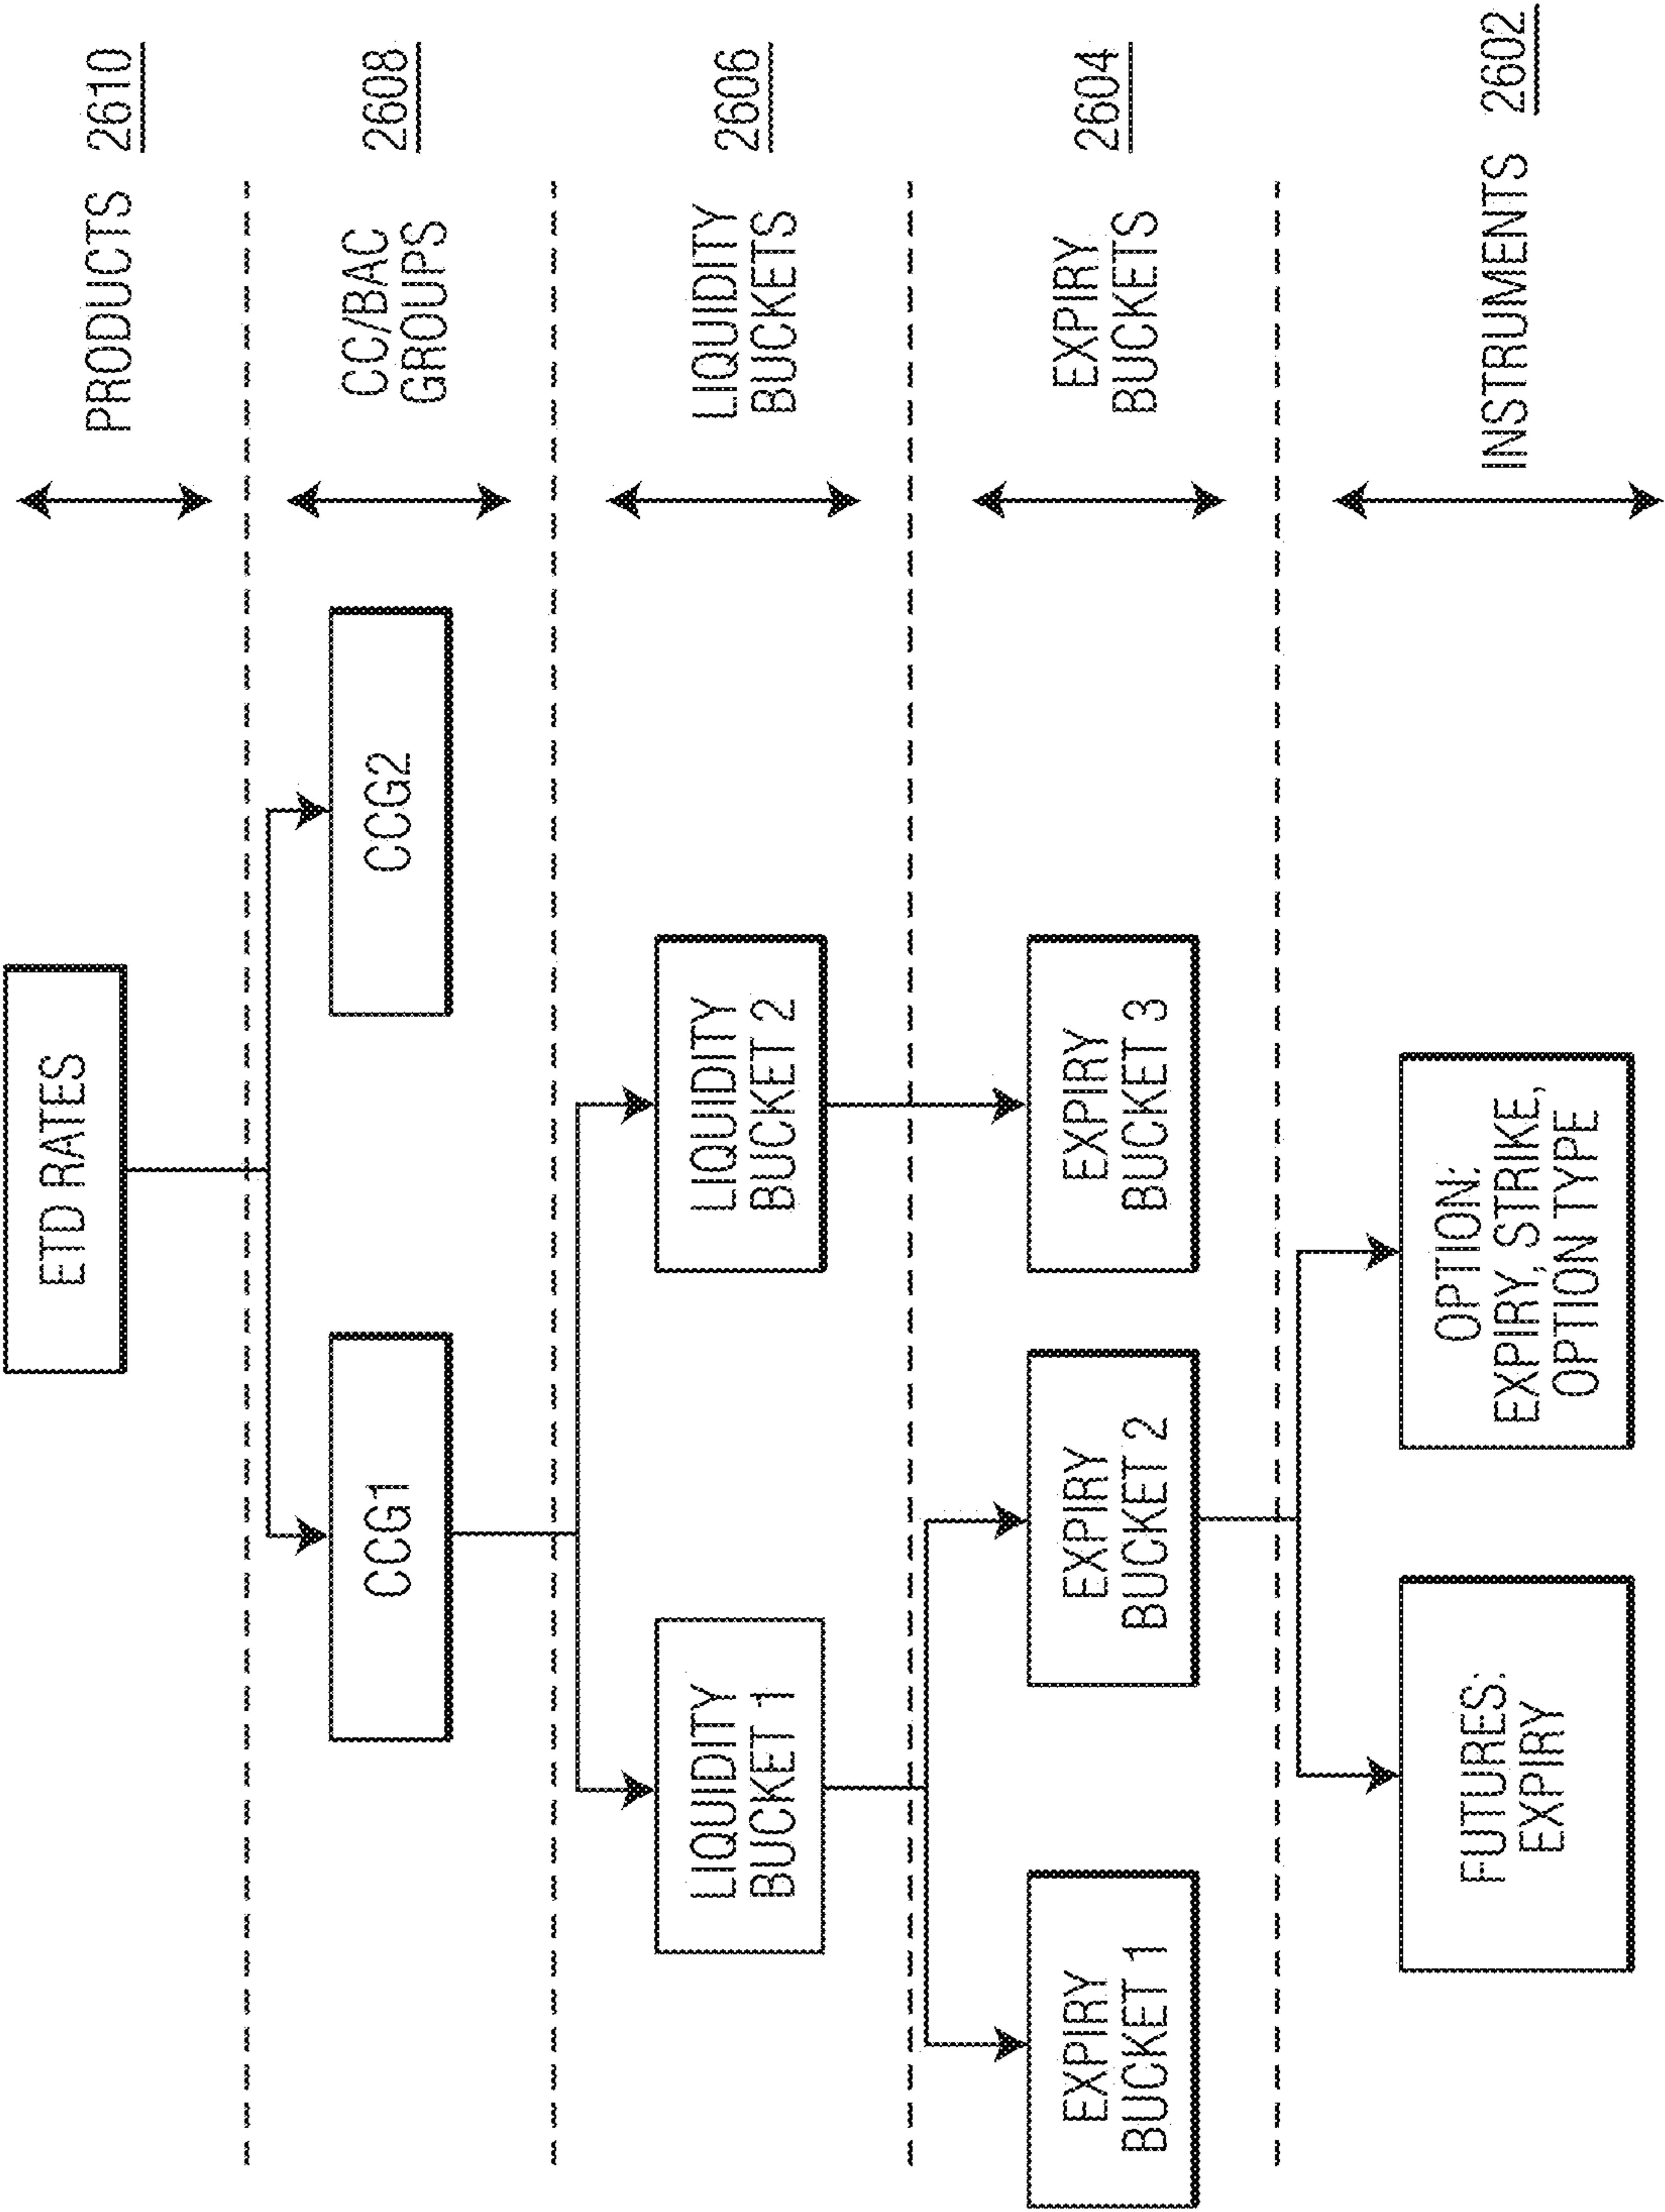 ETD RATES
PRODUCTS 2610
CCG1
CCG2
CC/BAC
GROUPS
2608
LIQUIDITY
BUCKET 1
LIQUIDITY
BUCKET 2
LIQUIDITY
BUCKETS
2606
EXPIRY
BUCKET 1
EXPIRY
BUCKET 2
EXPIRY
BUCKET 3
EXPIRY
BUCKETS
2604
FUTURES:
EXPIRY
OPTION:
EXPIRY, STRIKE,
OPTION TYPE
INSTRUMENTS 2602